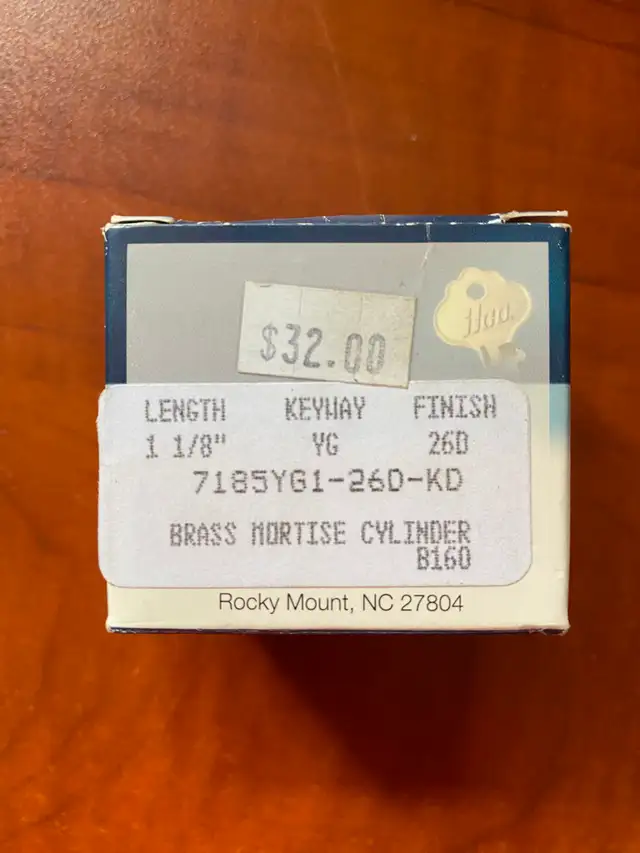 $32.00
Ilco
LENGTH KEYWAY FINISH
1 1/8" YG 26D
7185YG1-26D-KD
BRASS MORTISE CYLINDER
B160
Rocky Mount, NC 27804